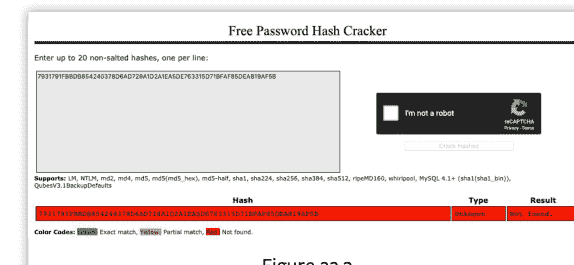 Free Password Hash Cracker
Enter up to 20 non-salted hashes, one per line:
I'm not a robot
reCAPTCHA
Privacy - Terms
Crack Hashes
Supports: LM, NTLM, md2, md4, md5, md5(md5_hex), md5-half, sha1, sha224, sha256, sha384, sha512, ripeMD160, whirlpool, MySQL 4.1+ (sha1(sha1_bin)),
QubesV3.1BackupDefaults
Hash Type Result
Unknown Not found.
Color Codes: Green: Exact match, Yellow: Partial match, Red: Not found.